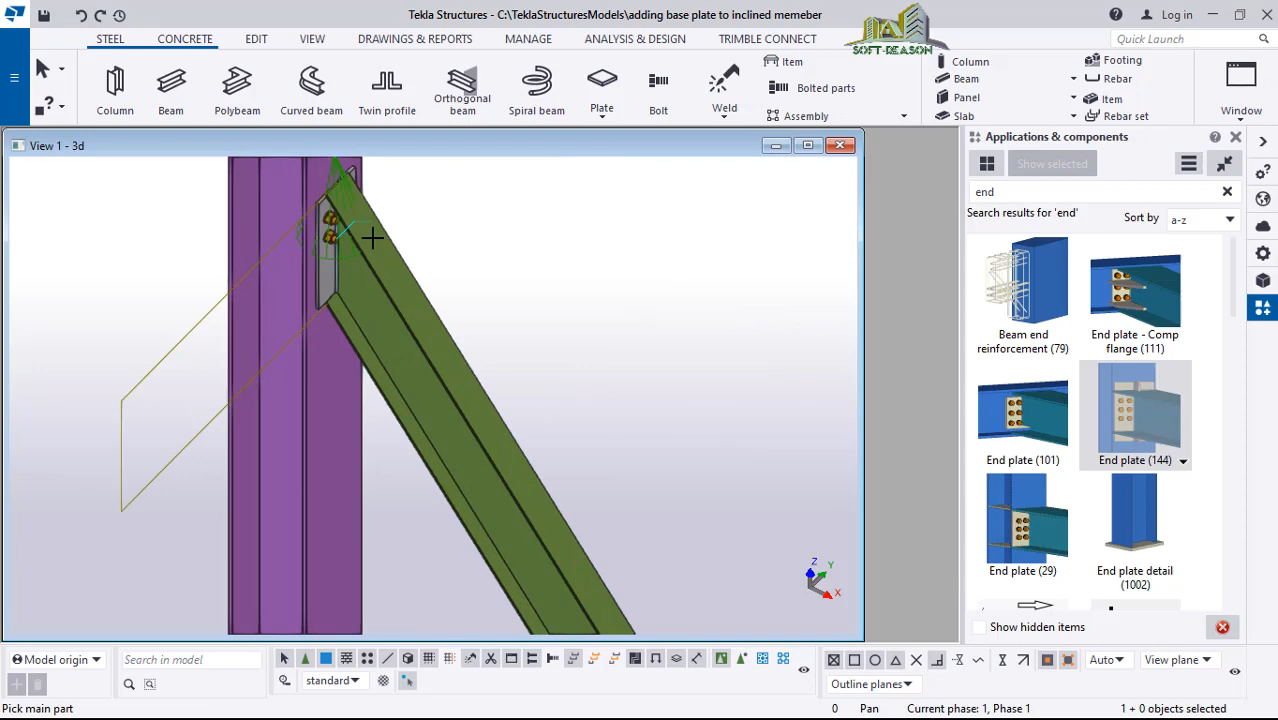 Tekla Structures - C:\TeklaStructuresModels\adding base plate to inclined memeber
Log in
SOFT-REASON
STEEL CONCRETE EDIT VIEW DRAWINGS & REPORTS MANAGE ANALYSIS & DESIGN TRIMBLE CONNECT
Quick Launch
Column Beam Polybeam Curved beam Twin profile Orthogonal beam Spiral beam Plate Bolt Weld
Item
Bolted parts
Assembly
Column
Beam
Panel
Slab
Footing
Rebar
Item
Rebar set
Window
View 1 - 3d
Z
Y
X
Applications & components
Show selected
end
Search results for 'end'
Sort by
a-z
Beam end reinforcement (79)
End plate - Comp flange (111)
End plate (101)
End plate (144)
End plate (29)
End plate detail (1002)
Show hidden items
Model origin
Search in model
standard
Auto
View plane
Outline planes
Pick main part
0
Pan
Current phase: 1, Phase 1
1 + 0 objects selected